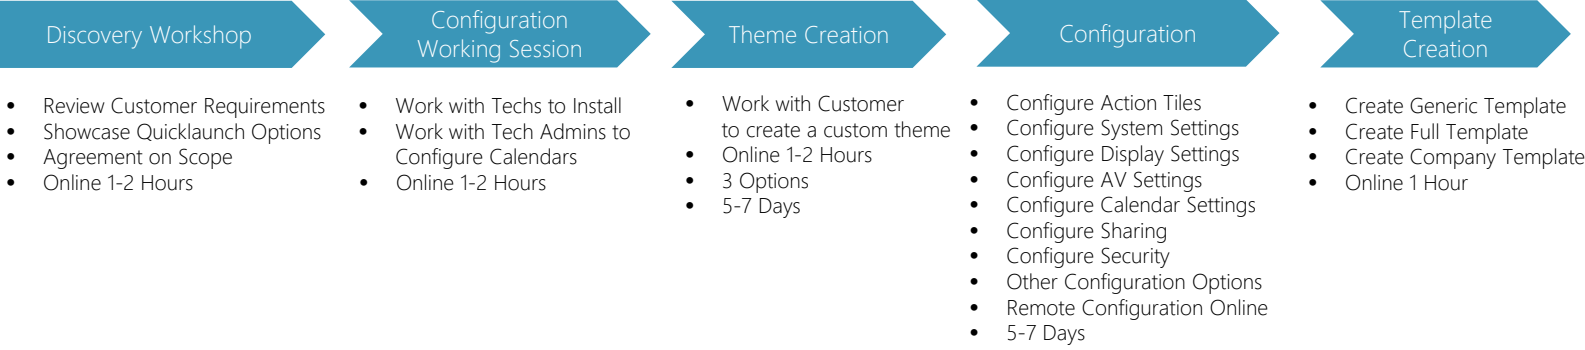 Discovery Workshop
• Review Customer Requirements
• Showcase Quicklaunch Options
• Agreement on Scope
• Online 1-2 Hours
Configuration
Working Session
• Work with Techs to Install
• Work with Tech Admins to
Configure Calendars
• Online 1-2 Hours
Theme Creation
• Work with Customer
to create a custom theme
• Online 1-2 Hours
• 3 Options
• 5-7 Days
Configuration
• Configure Action Tiles
• Configure System Settings
• Configure Display Settings
• Configure AV Settings
• Configure Calendar Settings
• Configure Sharing
• Configure Security
• Other Configuration Options
• Remote Configuration Online
• 5-7 Days
Template
Creation
• Create Generic Template
• Create Full Template
• Create Company Template
• Online 1 Hour